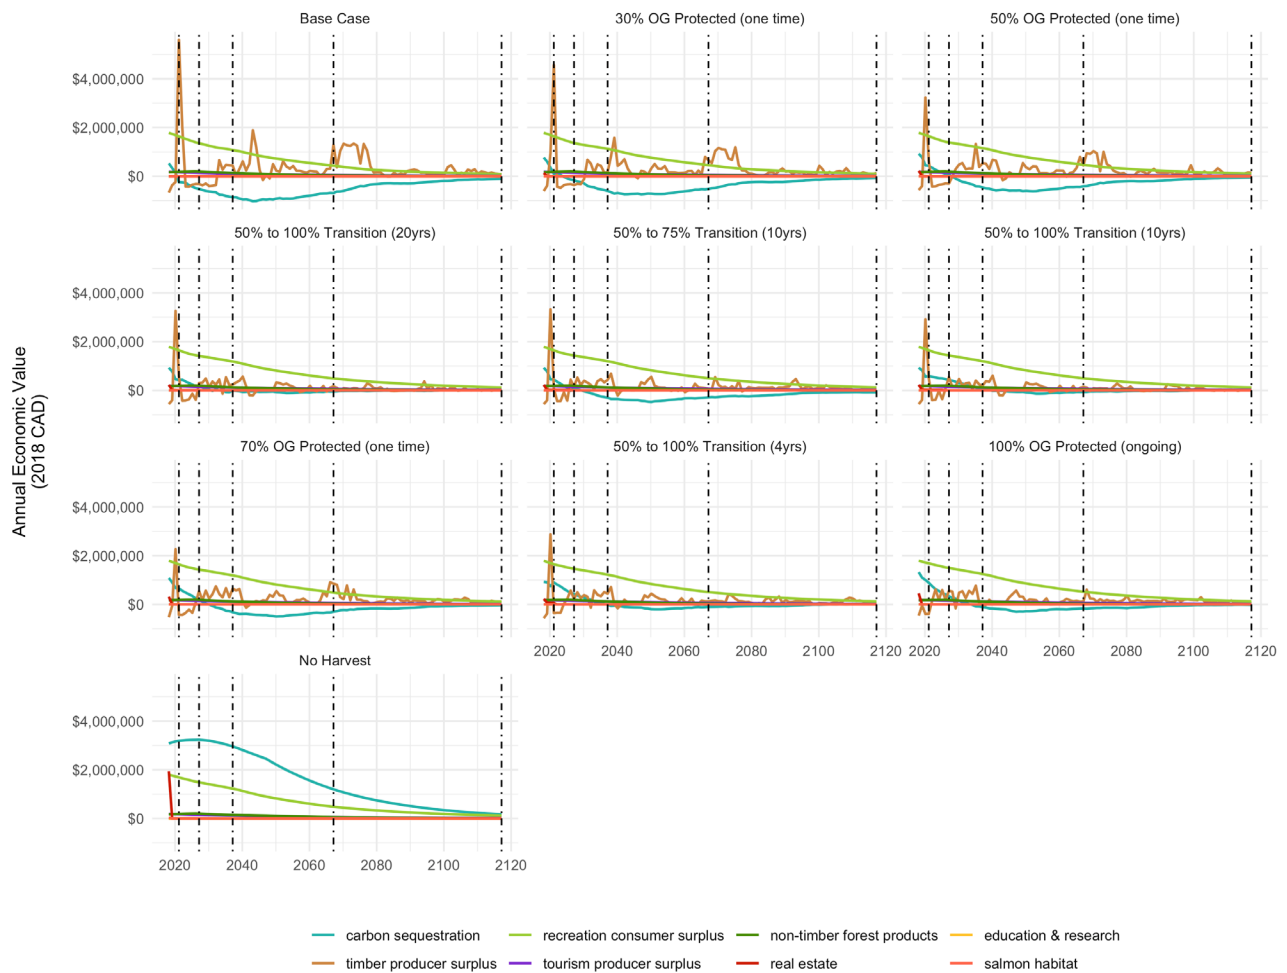 Base Case
30% OG Protected (one time)
50% OG Protected (one time)
$4,000,000
$2,000,000
$0
50% to 100% Transition (20yrs)
50% to 75% Transition (10yrs)
50% to 100% Transition (10yrs)
$4,000,000
$2,000,000
$0
Annual Economic Value
(2018 CAD)
70% OG Protected (one time)
50% to 100% Transition (4yrs)
100% OG Protected (ongoing)
$4,000,000
$2,000,000
$0
2020 2040 2060 2080 2100 2120
2020 2040 2060 2080 2100 2120
No Harvest
$4,000,000
$2,000,000
$0
2020 2040 2060 2080 2100 2120
carbon sequestration
recreation consumer surplus
non-timber forest products
education & research
timber producer surplus
tourism producer surplus
real estate
salmon habitat